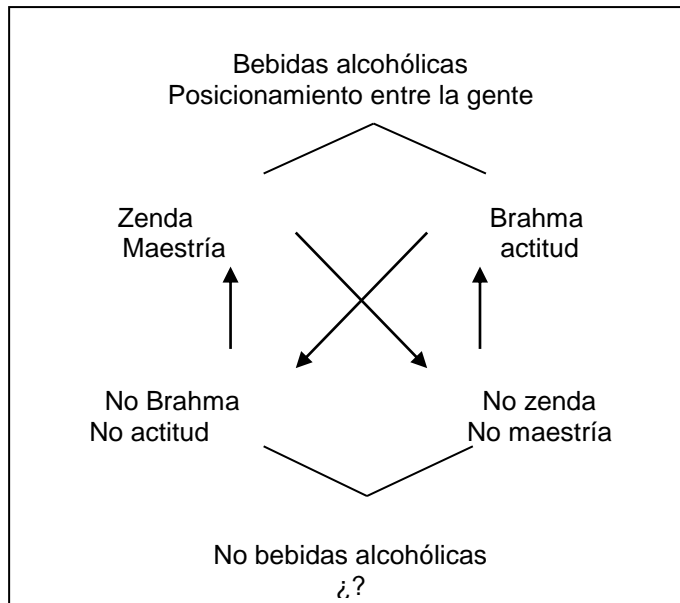 Bebidas alcohólicas
Posicionamiento entre la gente
Zenda
Maestría
Brahma
actitud
No Brahma
No actitud
No zenda
No maestría
No bebidas alcohólicas
¿?